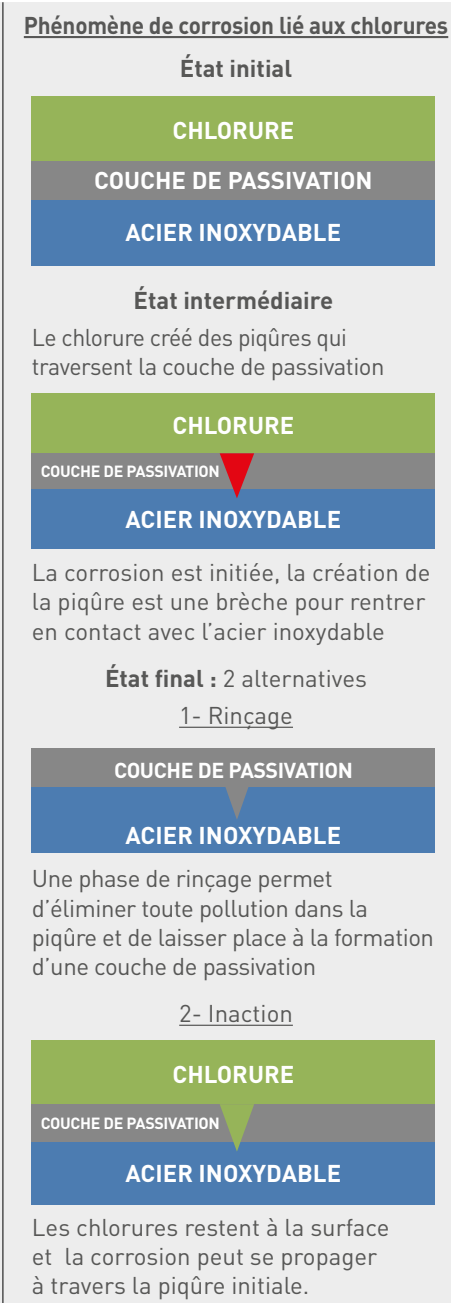 Phénomène de corrosion lié aux chlorures
État initial
CHLORURE
COUCHE DE PASSIVATION
ACIER INOXYDABLE
État intermédiaire
Le chlorure créé des piqûres qui
traversent la couche de passivation
CHLORURE
COUCHE DE PASSIVATION
ACIER INOXYDABLE
La corrosion est initiée, la création de
la piqûre est une brèche pour rentrer
en contact avec l’acier inoxydable
État final : 2 alternatives
1- Rinçage
COUCHE DE PASSIVATION
ACIER INOXYDABLE
Une phase de rinçage permet
d’éliminer toute pollution dans la
piqûre et de laisser place à la formation
d’une couche de passivation
2- Inaction
CHLORURE
COUCHE DE PASSIVATION
ACIER INOXYDABLE
Les chlorures restent à la surface
et la corrosion peut se propager
à travers la piqûre initiale.